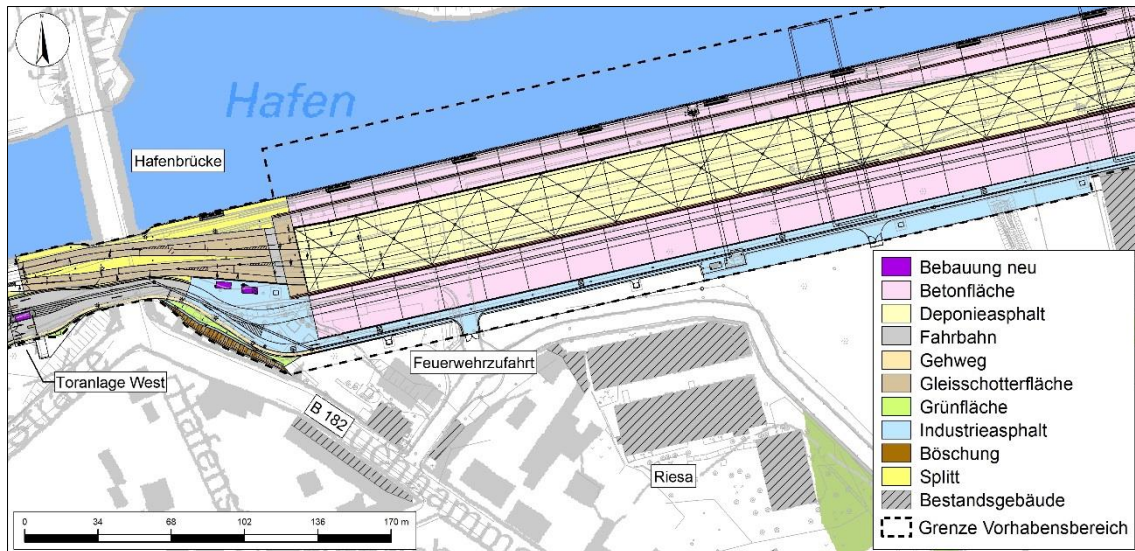 N
Hafen
Hafenbrücke
Toranlage West
Feuerwehrzufahrt
B 182
Riesa
Hafens
0 34 68 102 136 170 m
Bebauung neu
Betonfläche
Deponieasphalt
Fahrbahn
Gehweg
Gleisschotterfläche
Grünfläche
Industrieasphalt
Böschung
Splitt
Bestandsgebäude
Grenze Vorhabensbereich